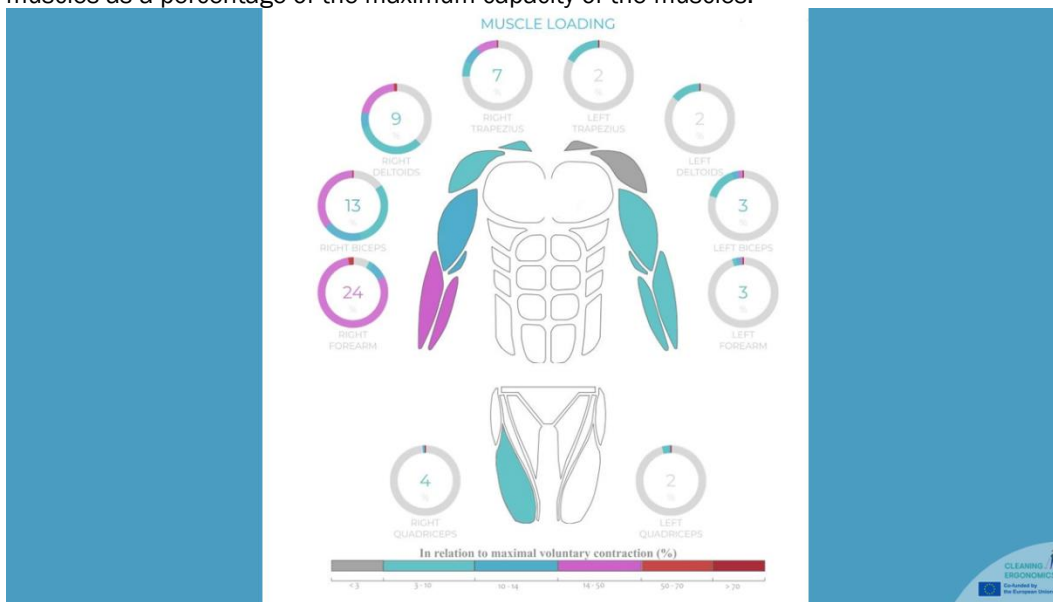 muscles as a percentage of the maximum capacity of the muscles.
MUSCLE LOADING
7
%
RIGHT
TRAPEZIUS
2
%
LEFT
TRAPEZIUS
9
%
RIGHT
DELTOIDS
2
%
LEFT
DELTOIDS
13
%
RIGHT BICEPS
3
%
LEFT BICEPS
24
%
RIGHT
FOREARM
3
%
LEFT
FOREARM
4
%
RIGHT
QUADRICEPS
2
%
LEFT
QUADRICEPS
In relation to maximal voluntary contraction (%)
< 3
3 - 10
10 - 14
14 - 50
50 - 70
> 70
CLEANING
ERGONOMICS
Co-funded by
the European Union